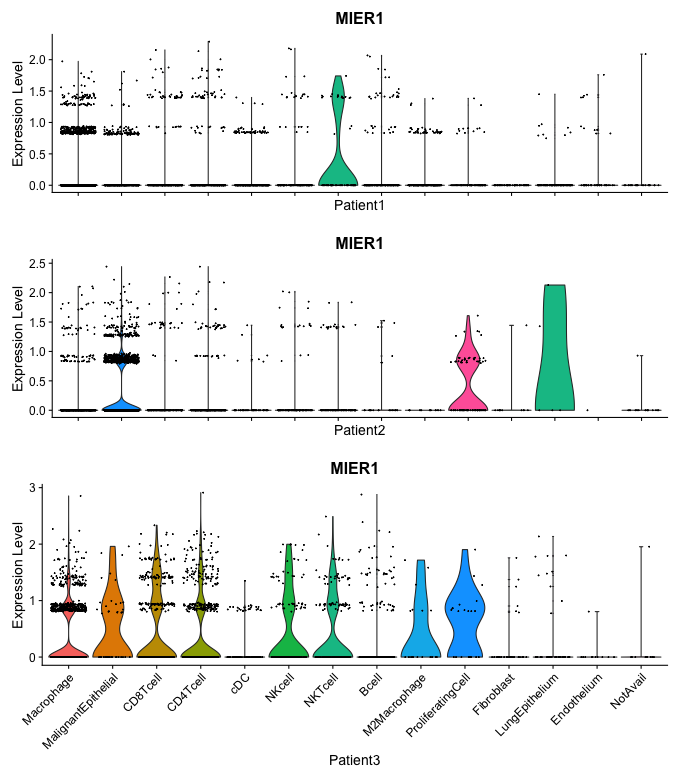 MIER1
Expression Level
2.0
1.5
1.0
0.5
0.0
Patient1
MIER1
Expression Level
2.5
2.0
1.5
1.0
0.5
0.0
Patient2
MIER1
Expression Level
3
2
1
0
Macrophage
MalignantEpithelial
CD8Tcell
CD4Tcell
cDC
NKcell
NKTcell
Bcell
M2Macrophage
ProliferatingCell
Fibroblast
LungEpithelium
Endothelium
NotAvail
Patient3